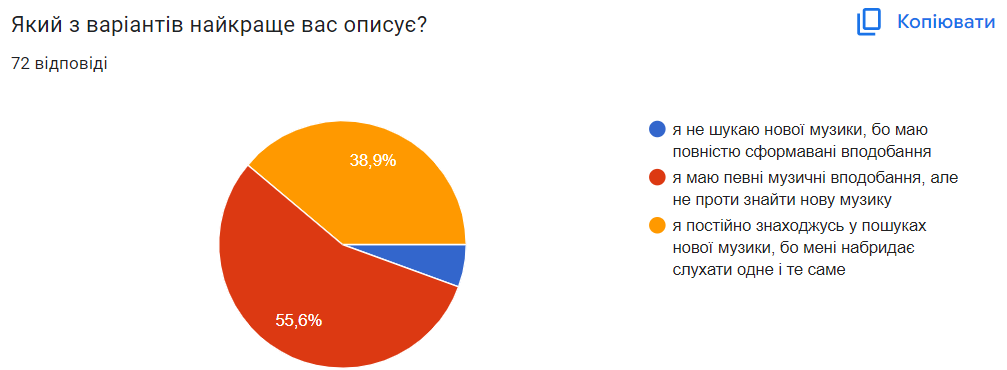 Який з варіантів найкраще вас описує?
Копіювати
72 відповіді
38,9%
55,6%
я не шукаю нової музики, бо маю
повністю сформавані вподобання
я маю певні музичні вподобання, але
не проти знайти нову музику
я постійно знаходжусь у пошуках
нової музики, бо мені набридає
слухати одне і те саме